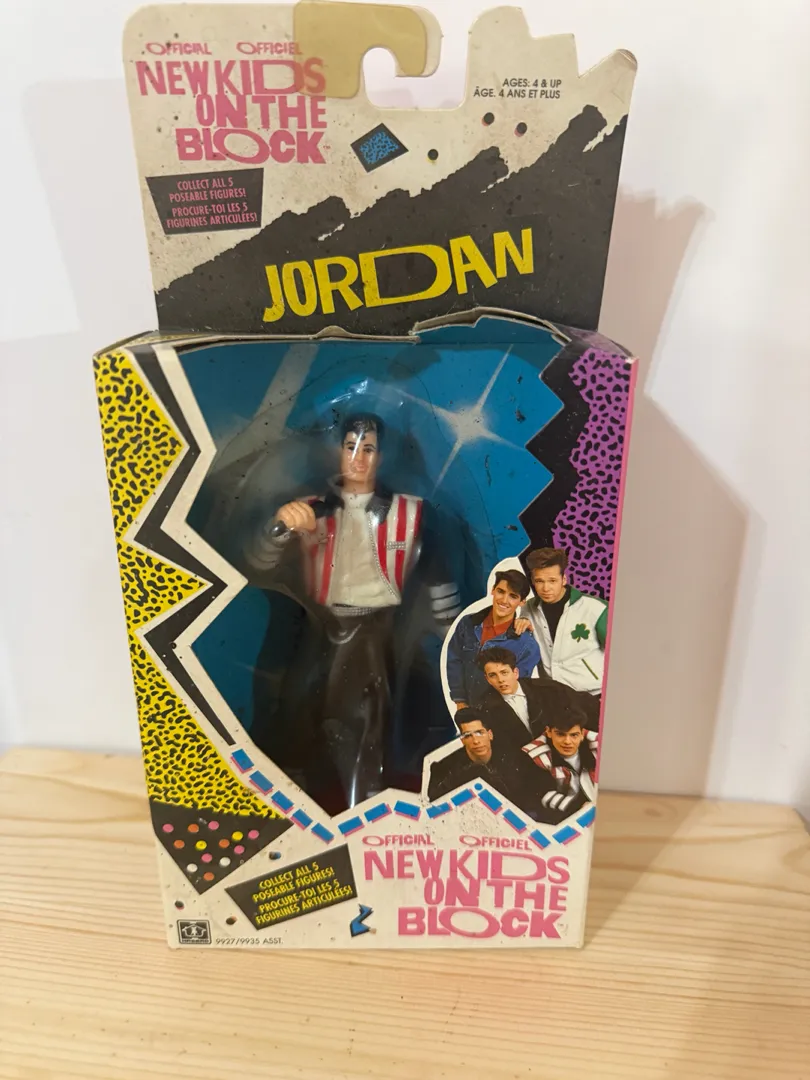 OFFICIAL OFFICIEL
NEW KIDS
ON THE
BLOCK
TM
AGES: 4 & UP
ÂGE: 4 ANS ET PLUS
COLLECT ALL 5
POSEABLE FIGURES!
PROCURE-TOI LES 5
FIGURINES ARTICULÉES!
JORDAN
COLLECT ALL 5
POSEABLE FIGURES!
PROCURE-TOI LES 5
FIGURINES ARTICULÉES!
OFFICIAL OFFICIEL
NEW KIDS
ON THE
BLOCK
TM
9927/9935 ASST.